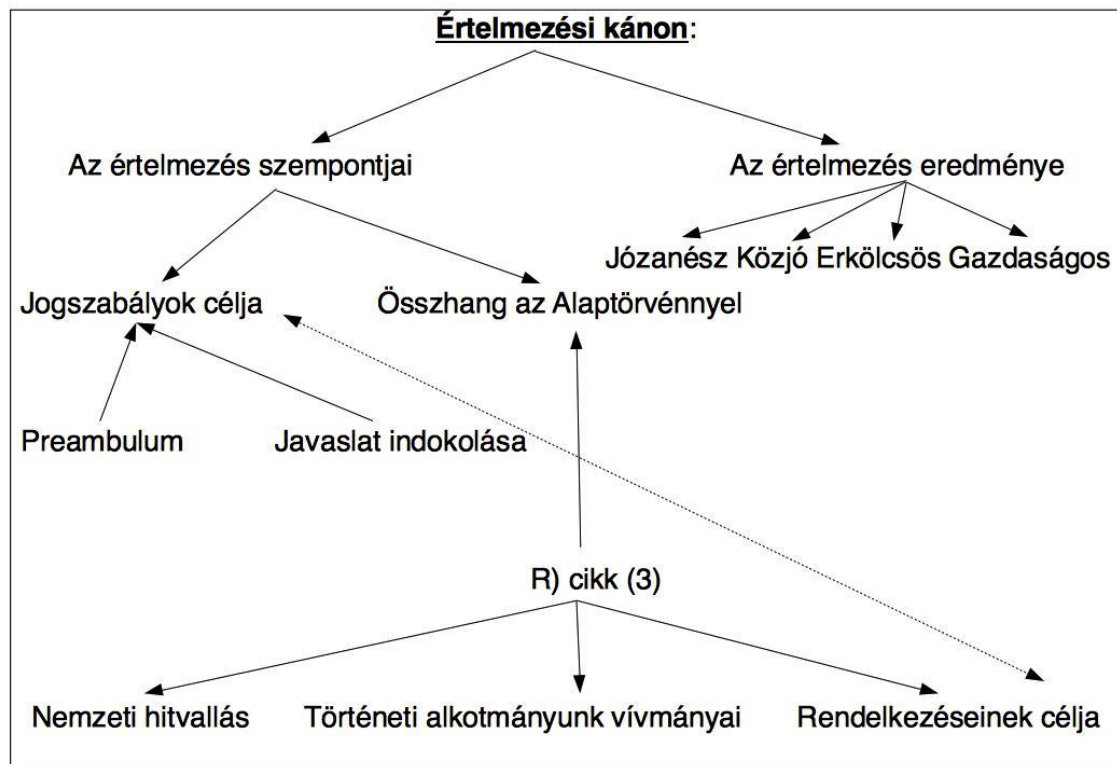 Értelmezési kánon:
Az értelmezés szempontjai
Az értelmezés eredménye
Józanész Közjó Erkölcsös Gazdaságos
Jogszabályok célja
Összhang az Alaptörvénnyel
Preambulum
Javaslat indokolása
R) cikk (3)
Nemzeti hitvallás
Történeti alkotmányunk vívmányai
Rendelkezéseinek célja